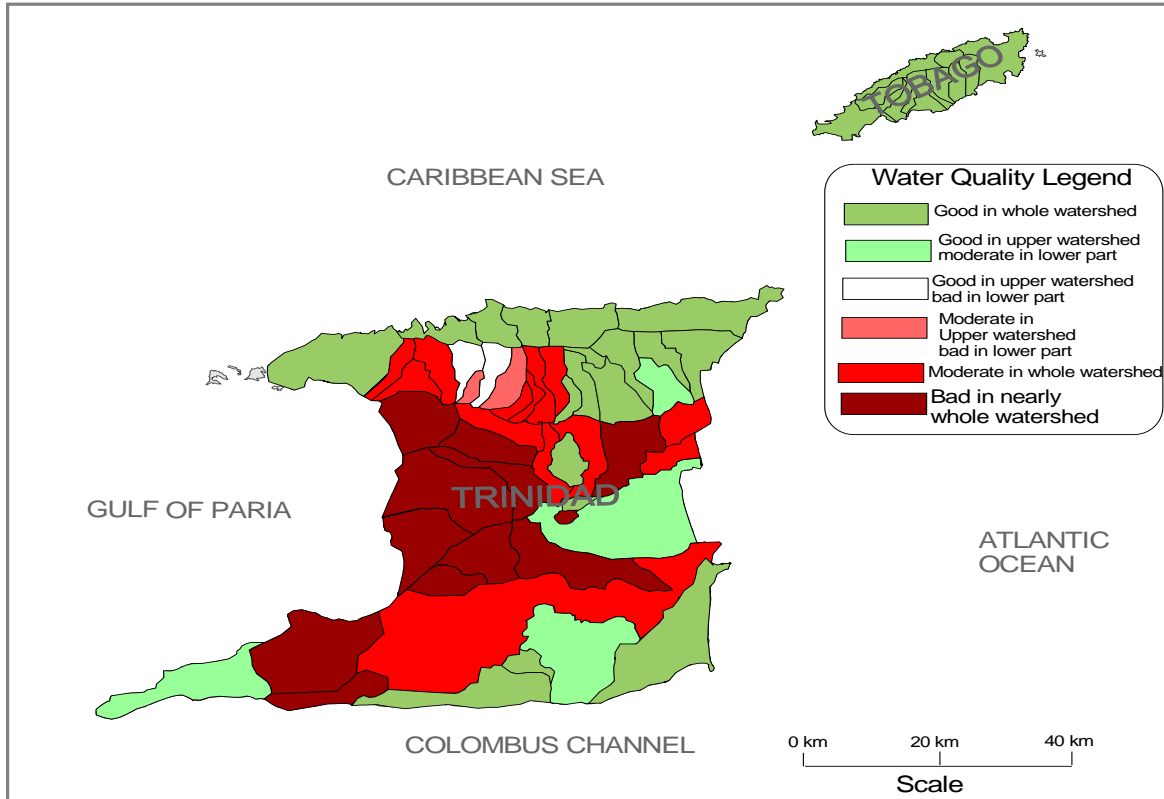 TOBAGO
CARIBBEAN SEA
Water Quality Legend
Good in whole watershed
Good in upper watershed
moderate in lower part
Good in upper watershed
bad in lower part
Moderate in
Upper watershed
bad in lower part
Moderate in whole watershed
Bad in nearly
whole watershed
TRINIDAD
GULF OF PARIA
ATLANTIC
OCEAN
COLOMBUS CHANNEL
0 km 20 km 40 km
Scale